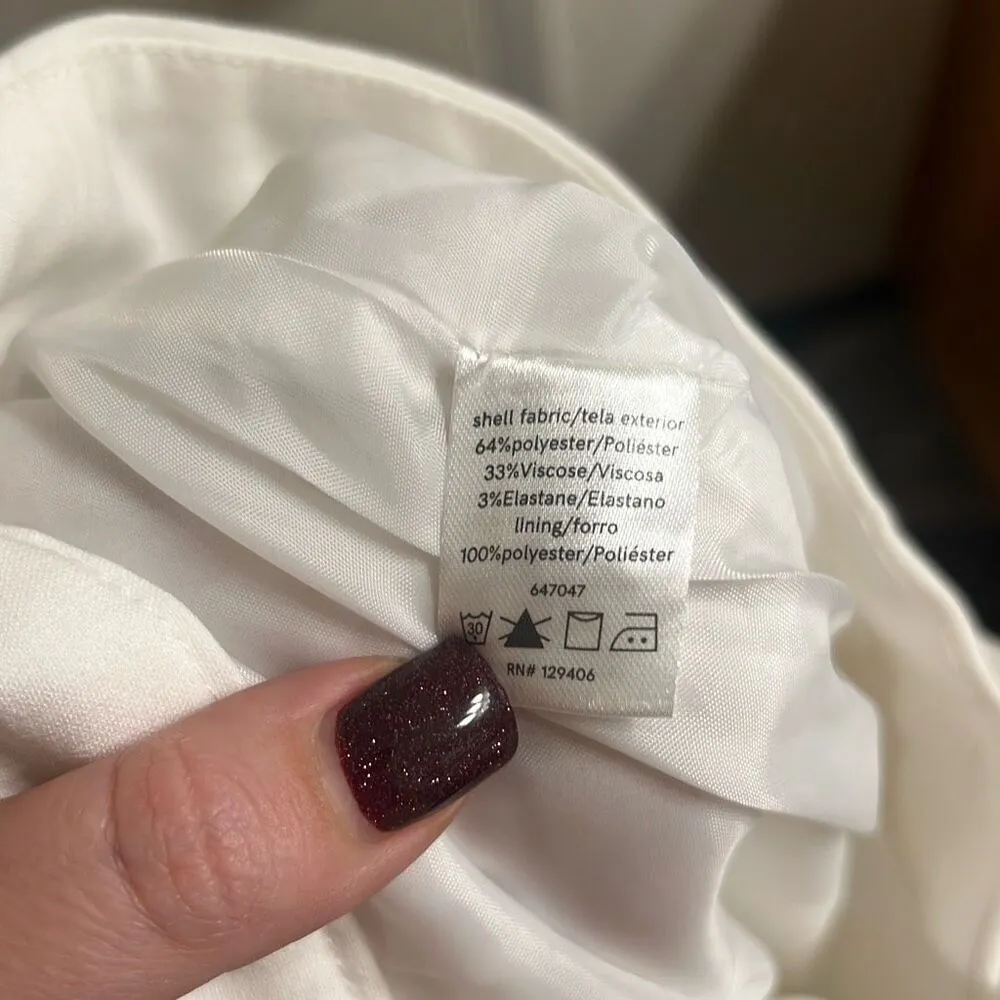 shell fabric/tela exterior
64%polyester/Poliéster
33%Viscose/Viscosa
3%Elastane/Elastano
lining/forro
100%polyester/Poliéster
647047
30
RN# 129406